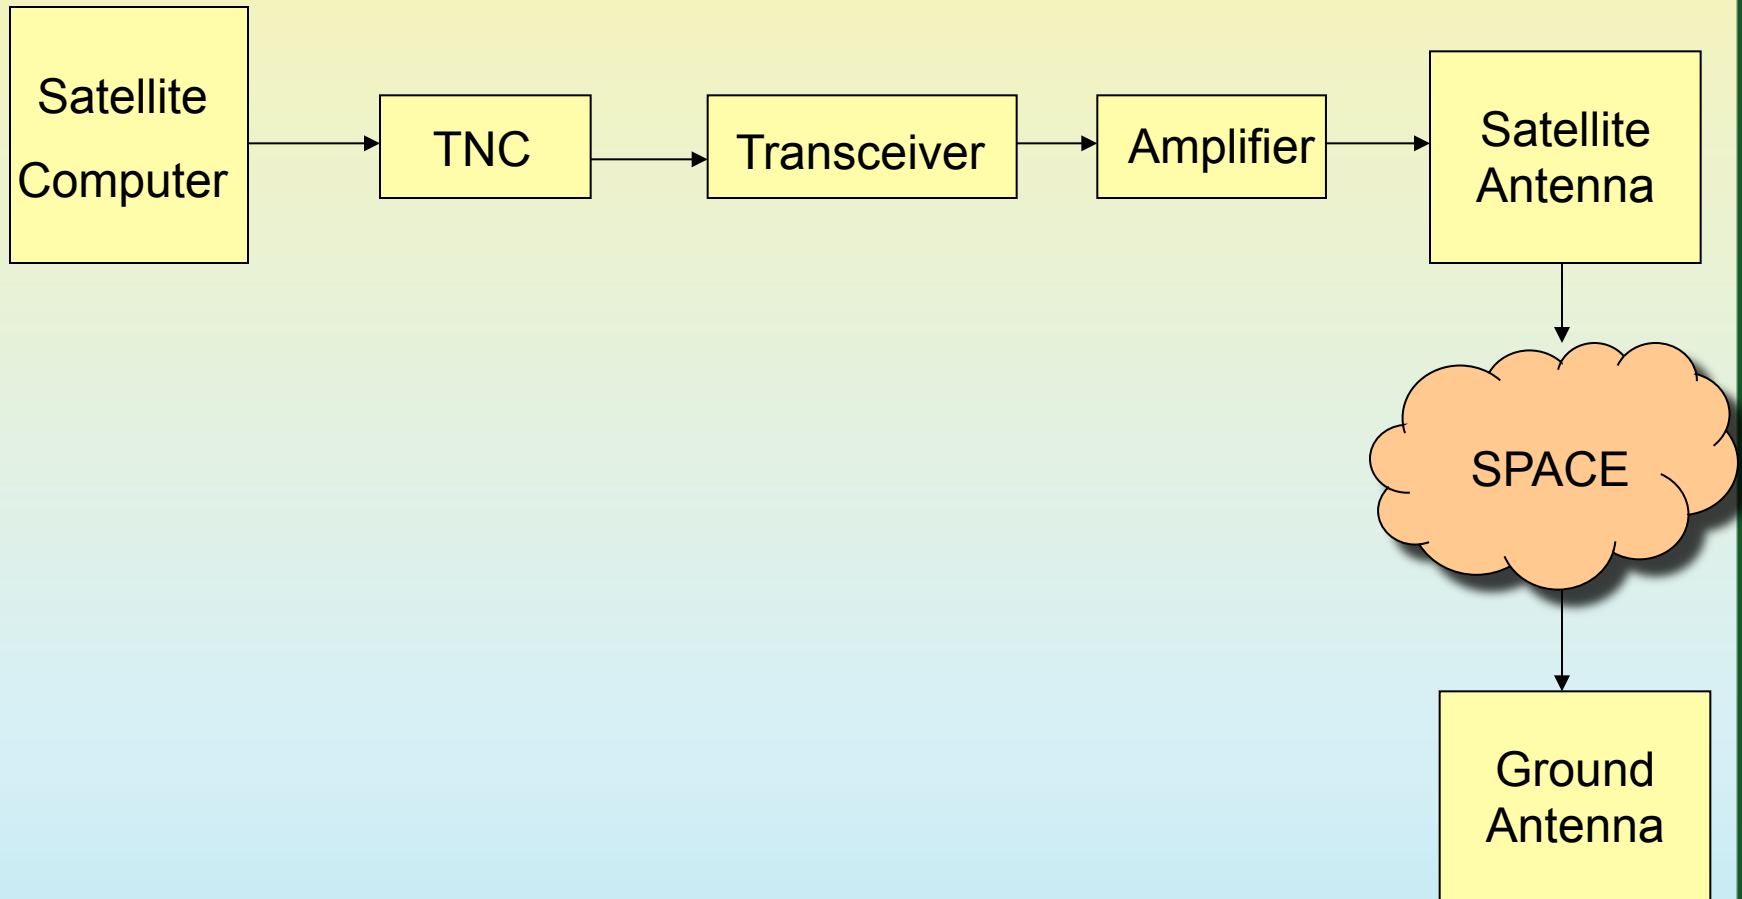 Satellite
Computer
TNC
Transceiver
Amplifier
Satellite
Antenna
SPACE
Ground
Antenna